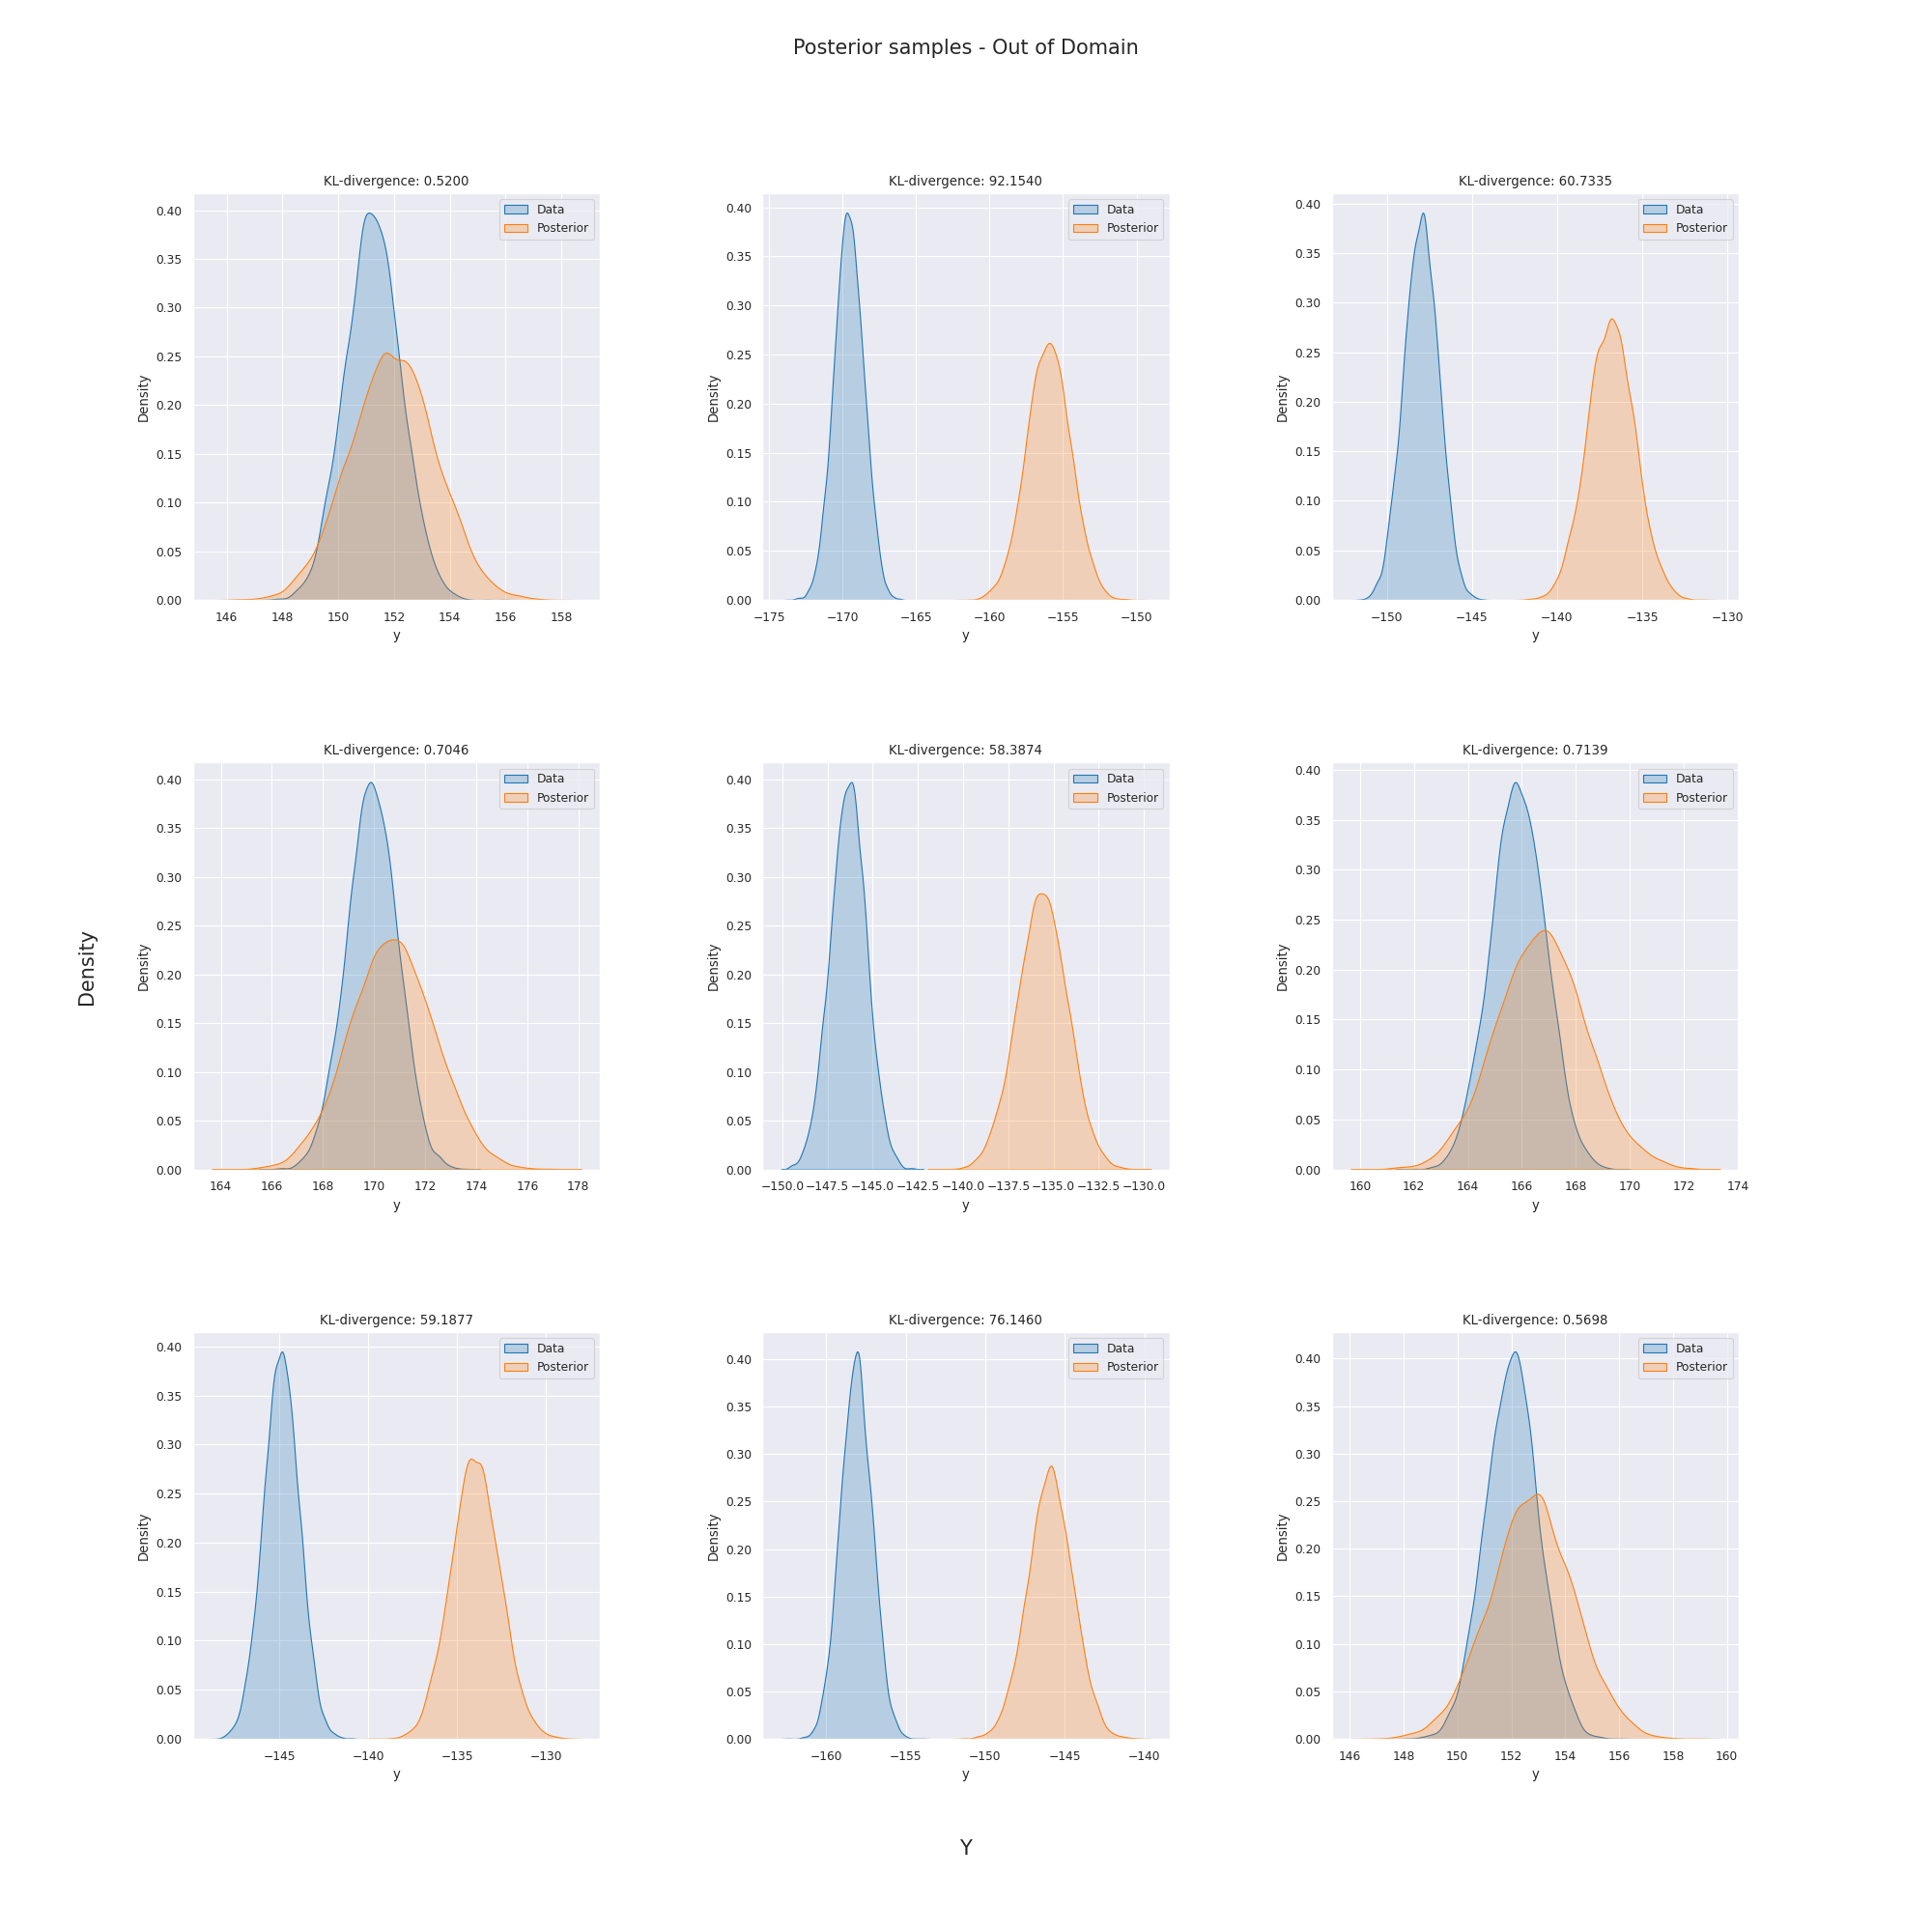 Posterior samples - Out of Domain
KL-divergence: 0.5200
Data
Posterior
0.40
0.35
0.30
0.25
0.20
0.15
0.10
0.05
0.00
Density
146 148 150 152 154 156 158
y
KL-divergence: 92.1540
Data
Posterior
0.40
0.35
0.30
0.25
0.20
0.15
0.10
0.05
0.00
Density
−175 −170 −165 −160 −155 −150
y
KL-divergence: 60.7335
Data
Posterior
0.40
0.35
0.30
0.25
0.20
0.15
0.10
0.05
0.00
Density
−150 −145 −140 −135 −130
y
Density
KL-divergence: 0.7046
Data
Posterior
0.40
0.35
0.30
0.25
0.20
0.15
0.10
0.05
0.00
Density
164 166 168 170 172 174 176 178
y
KL-divergence: 58.3874
Data
Posterior
0.40
0.35
0.30
0.25
0.20
0.15
0.10
0.05
0.00
Density
−150.0 −147.5 −145.0 −142.5 −140.0 −137.5 −135.0 −132.5 −130.0
y
KL-divergence: 0.7139
Data
Posterior
0.40
0.35
0.30
0.25
0.20
0.15
0.10
0.05
0.00
Density
160 162 164 166 168 170 172 174
y
KL-divergence: 59.1877
Data
Posterior
0.40
0.35
0.30
0.25
0.20
0.15
0.10
0.05
0.00
Density
−145 −140 −135 −130
y
KL-divergence: 76.1460
Data
Posterior
0.40
0.35
0.30
0.25
0.20
0.15
0.10
0.05
0.00
Density
−160 −155 −150 −145 −140
y
KL-divergence: 0.5698
Data
Posterior
0.40
0.35
0.30
0.25
0.20
0.15
0.10
0.05
0.00
Density
146 148 150 152 154 156 158 160
y
Y